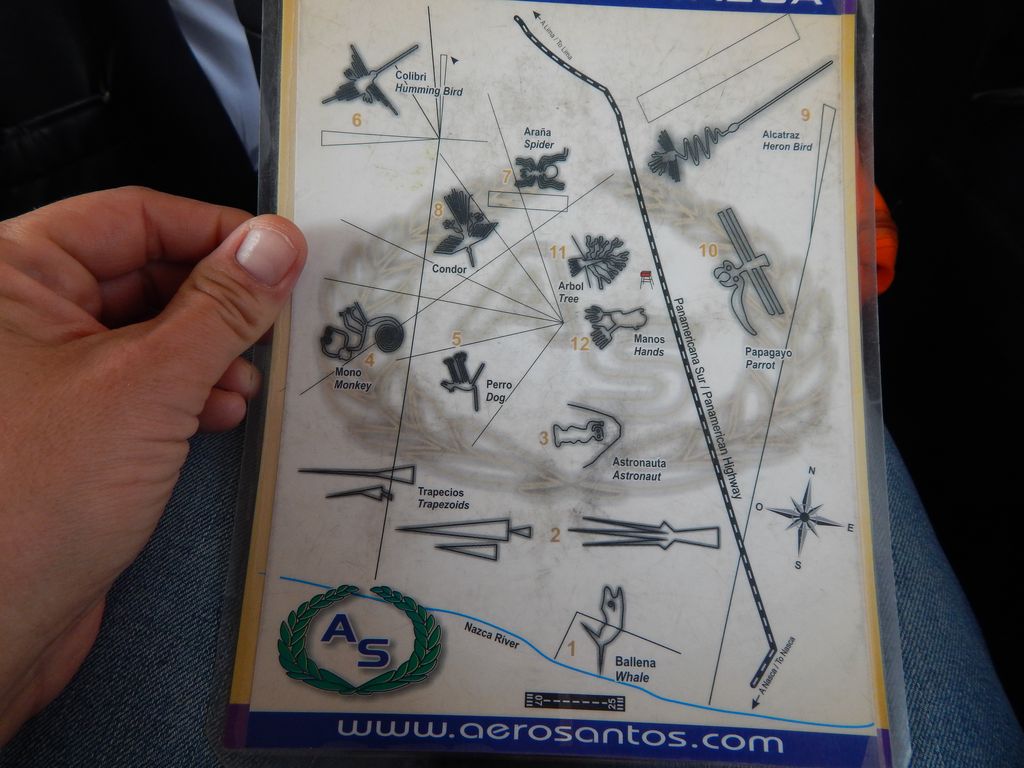 A Lima / To Lima
Colibri
Humming Bird
6
9
Alcatraz
Heron Bird
Araña
Spider
7
8
Condor
11
Arbol
Tree
10
Papagayo
Parrot
12
Manos
Hands
Panamericana Sur / Panamerican Highway
Mono
Monkey
4
5
Perro
Dog
3
Astronauta
Astronaut
Trapecios
Trapezoids
2
N
O
E
S
AS
Nazca River
1
Ballena
Whale
A Nasca / To Nasca
07
25
www.aerosantos.com